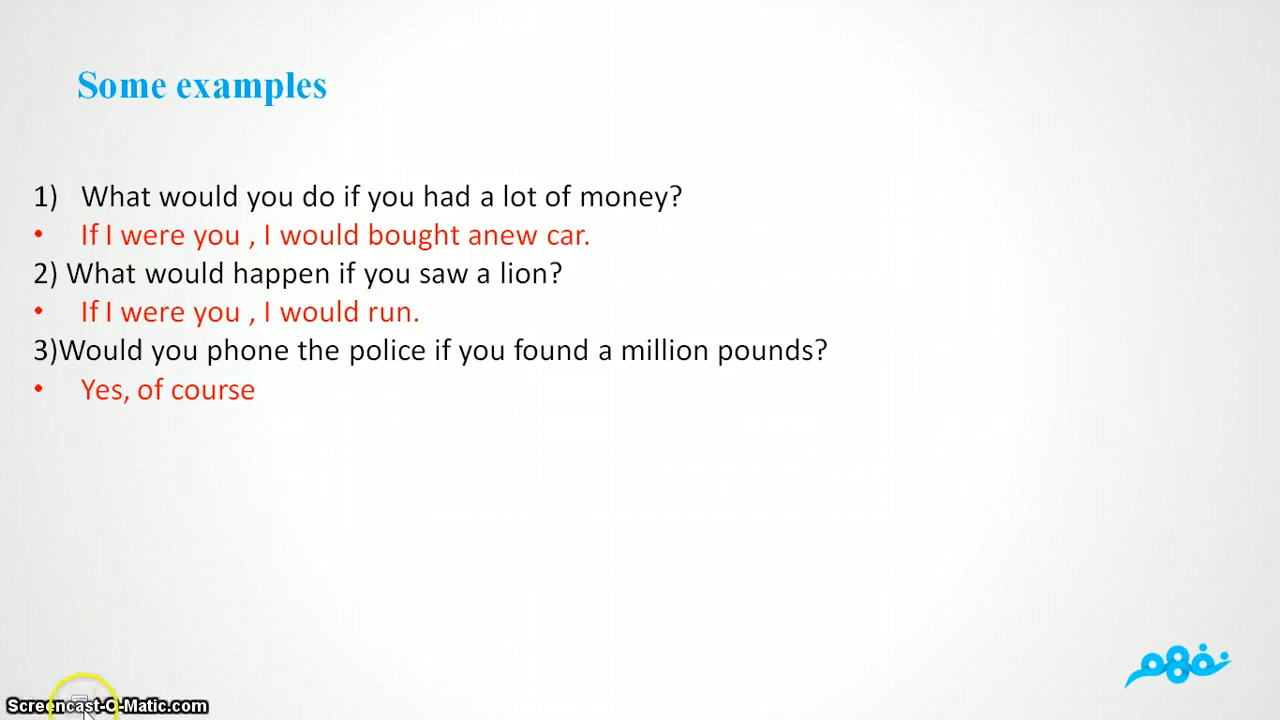 Some examples
1) What would you do if you had a lot of money?
• If I were you , I would bought anew car.
2) What would happen if you saw a lion?
• If I were you , I would run.
3)Would you phone the police if you found a million pounds?
• Yes, of course
نفهم
Screencast-O-Matic.com